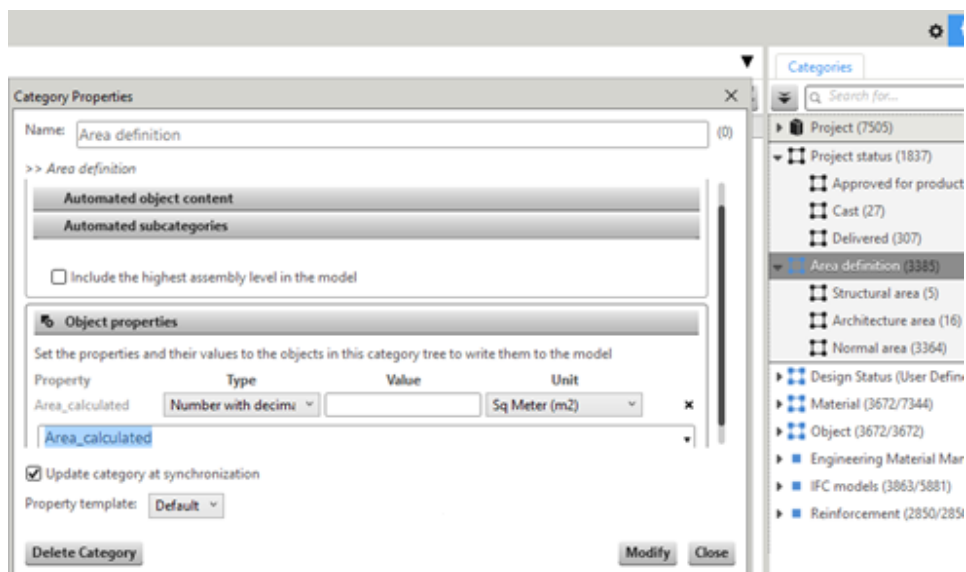 Categories
Category Properties
Search for...
Name: Area definition (0)
>> Area definition
Automated object content
Automated subcategories
Include the highest assembly level in the model
Object properties
Set the properties and their values to the objects in this category tree to write them to the model
Property Type Value Unit
Area_calculated Number with decima Sq Meter (m2)
Area_calculated
Update category at synchronization
Property template: Default
Delete Category Modify Close
Project (7505)
Project status (1837)
Approved for product
Cast (27)
Delivered (307)
Area definition (3385)
Structural area (5)
Architecture area (16)
Normal area (3364)
Design Status (User Define
Material (3672/7344)
Object (3672/3672)
Engineering Material Man
IFC models (3863/5881)
Reinforcement (2850/2850